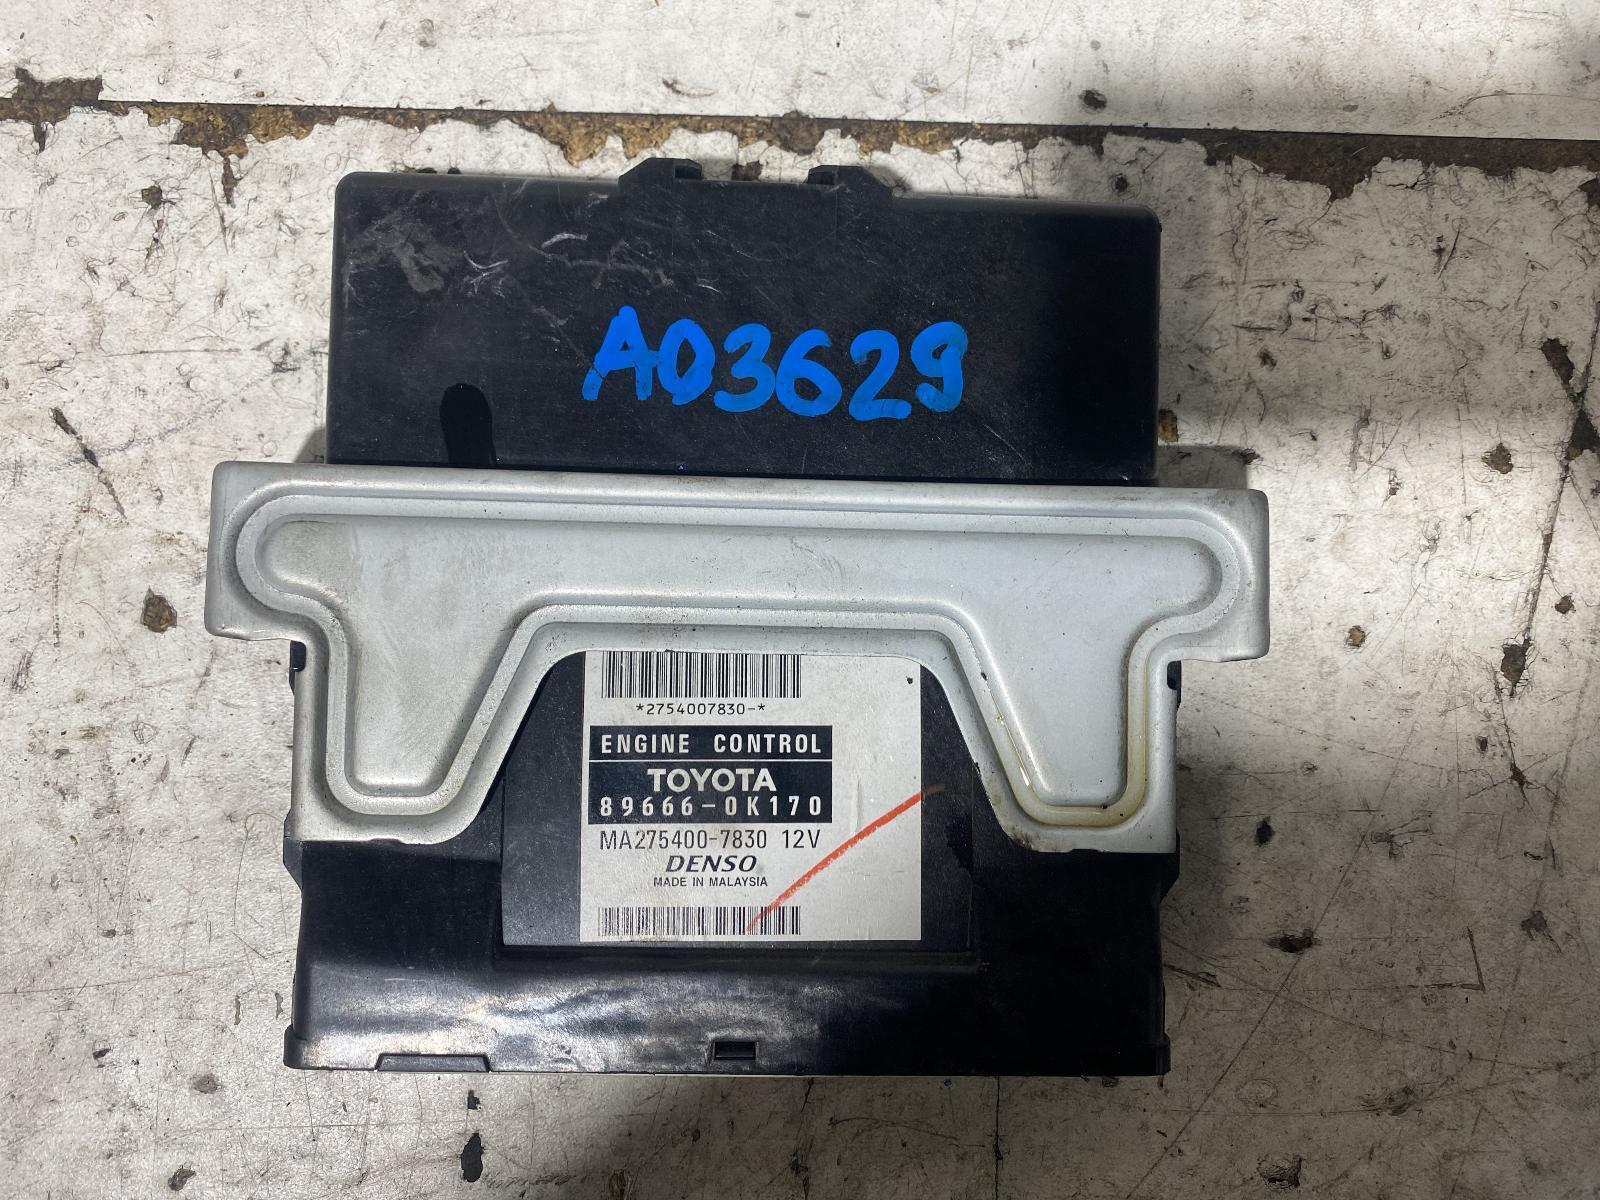 A03629
*2754007830-*
ENGINE CONTROL
TOYOTA
89666-0K170
MA275400-7830 12V
DENSO
MADE IN MALAYSIA